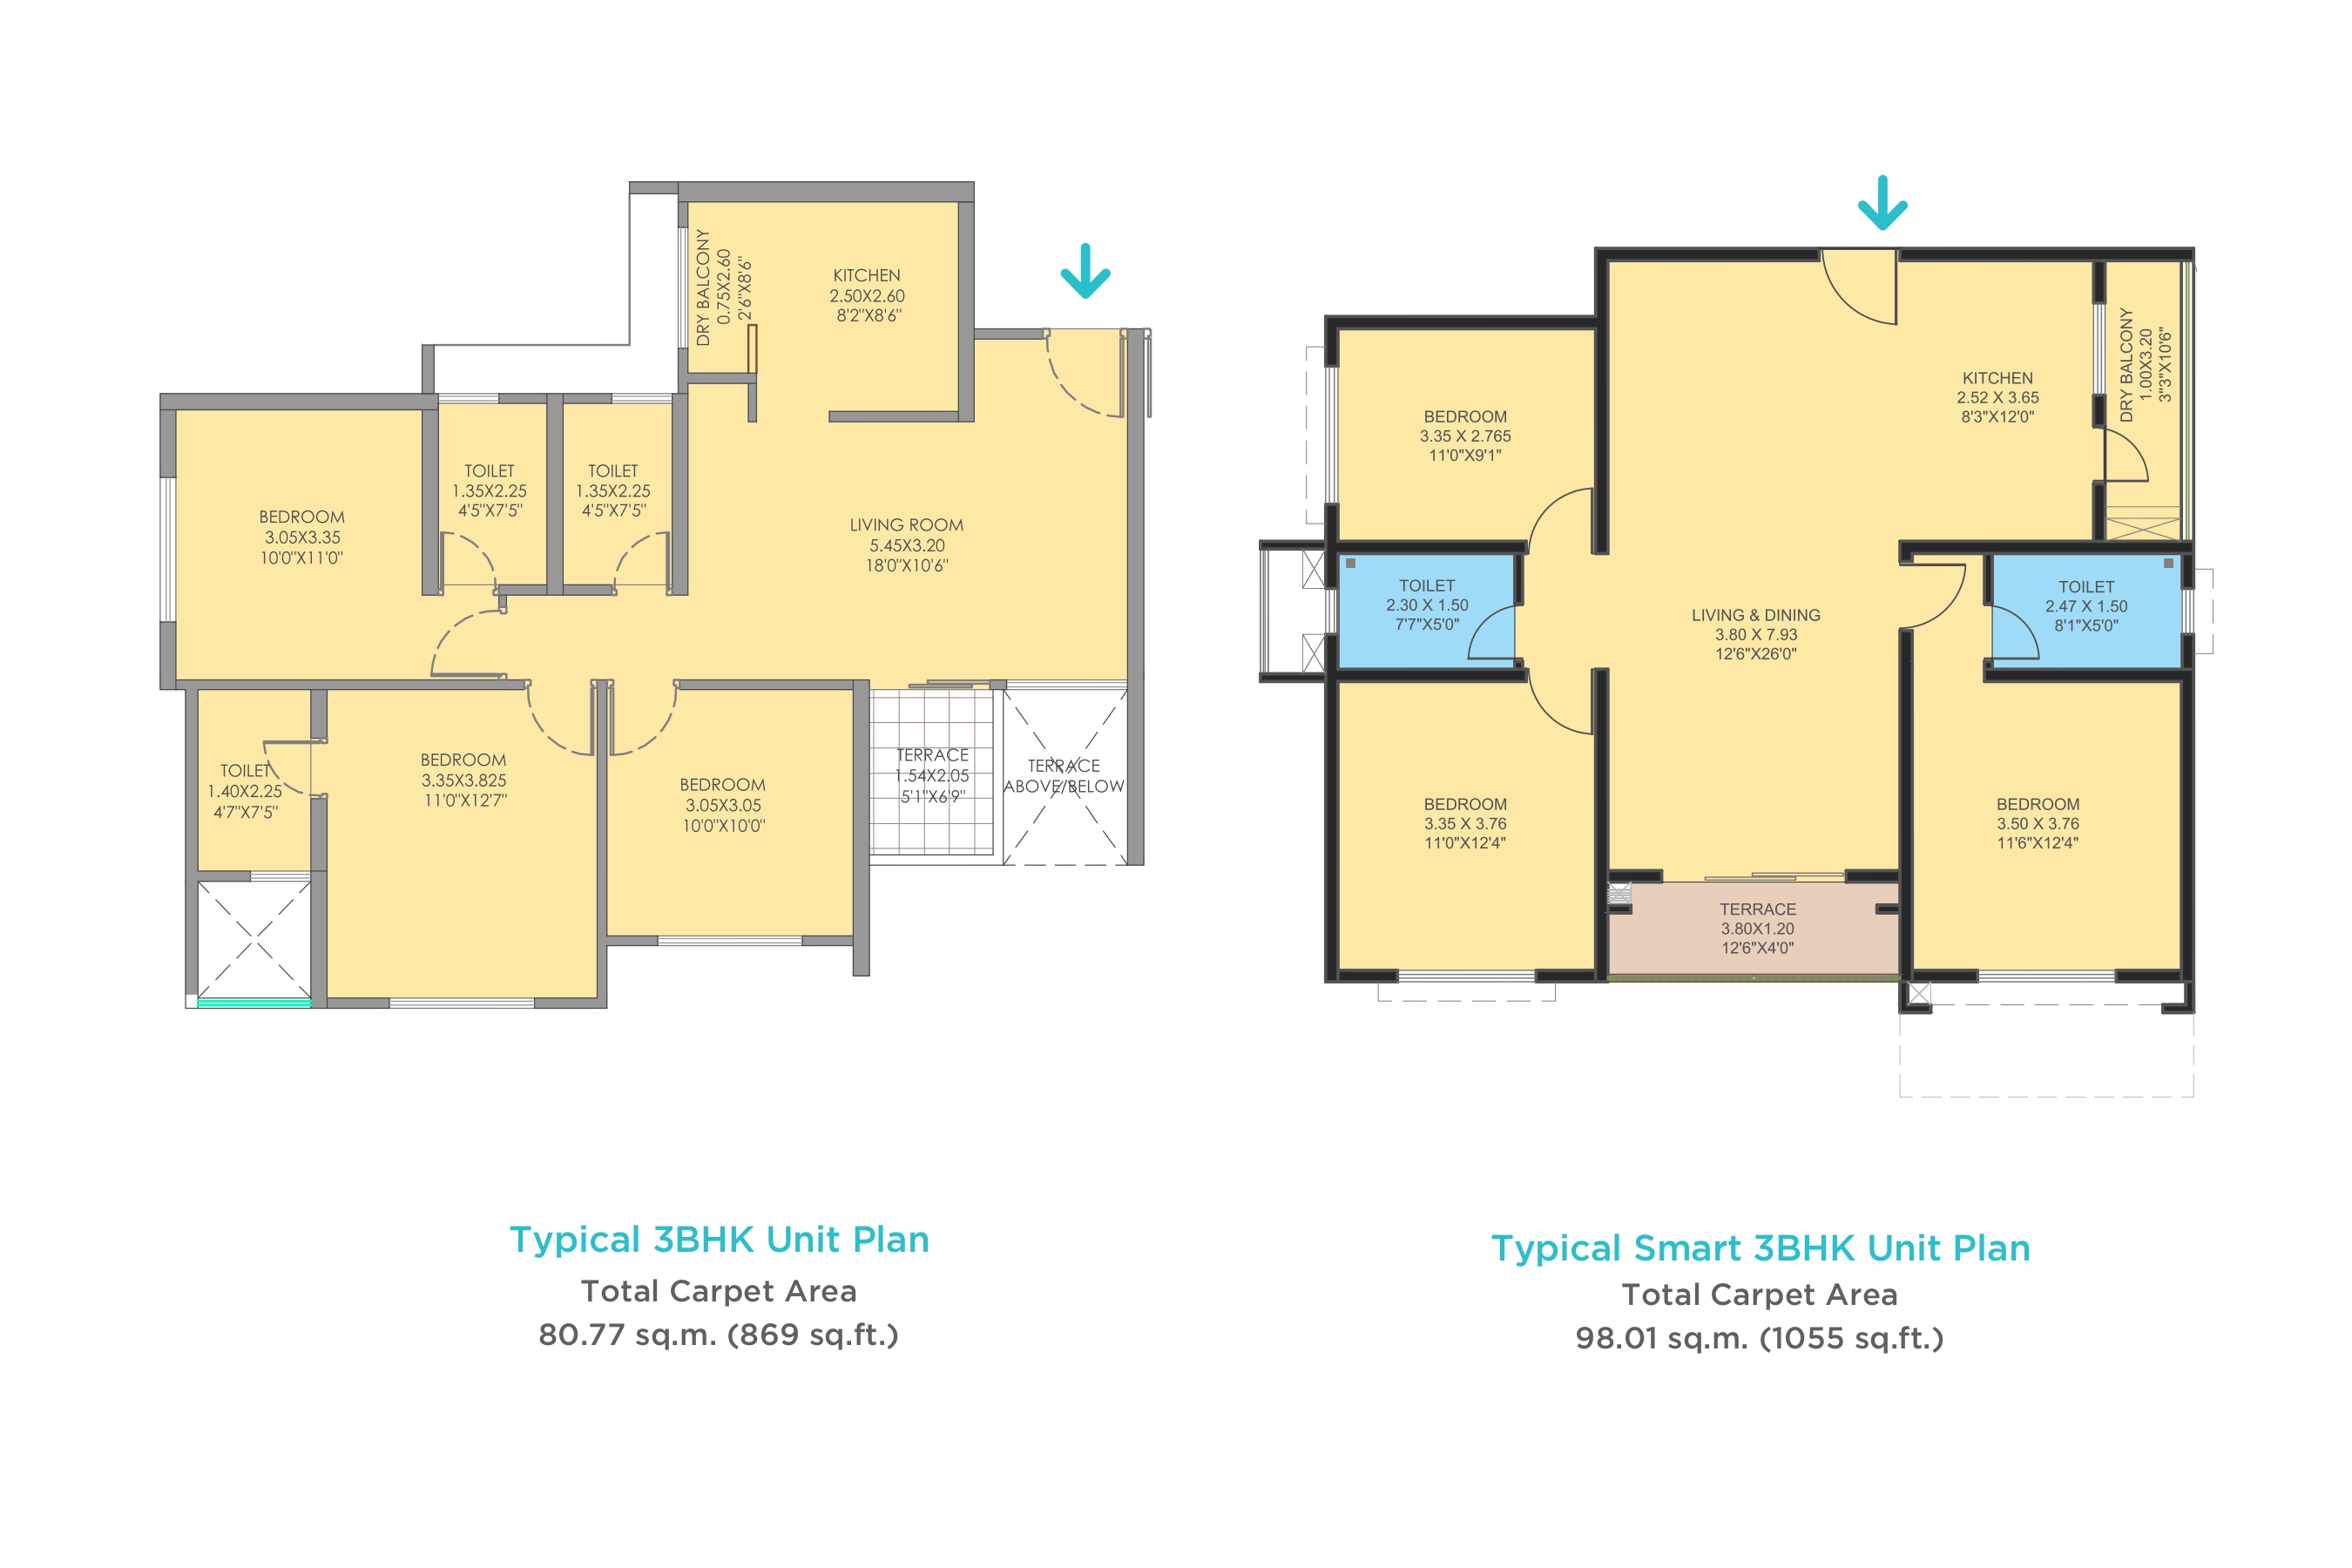 DRY BALCONY
0.75X2.60
2'6"X8'6"
KITCHEN
2.50X2.60
8'2"X8'6"
TOILET
1.35X2.25
4'5"X7'5"
TOILET
1.35X2.25
4'5"X7'5"
BEDROOM
3.05X3.35
10'0"X11'0"
LIVING ROOM
5.45X3.20
18'0"X10'6"
TOILET
1.40X2.25
4'7"X7'5"
BEDROOM
3.35X3.825
11'0"X12'7"
BEDROOM
3.05X3.05
10'0"X10'0"
TERRACE
1.54X2.05
5'1"X6'9"
TERRACE
ABOVE/BELOW
Typical 3BHK Unit Plan
Total Carpet Area
80.77 sq.m. (869 sq.ft.)
BEDROOM
3.35 X 2.765
11'0"X9'1"
KITCHEN
2.52 X 3.65
8'3"X12'0"
DRY BALCONY
1.00X3.20
3'3"X10'6"
TOILET
2.30 X 1.50
7'7"X5'0"
LIVING & DINING
3.80 X 7.93
12'6"X26'0"
TOILET
2.47 X 1.50
8'1"X5'0"
BEDROOM
3.35 X 3.76
11'0"X12'4"
BEDROOM
3.50 X 3.76
11'6"X12'4"
TERRACE
3.80X1.20
12'6"X4'0"
Typical Smart 3BHK Unit Plan
Total Carpet Area
98.01 sq.m. (1055 sq.ft.)